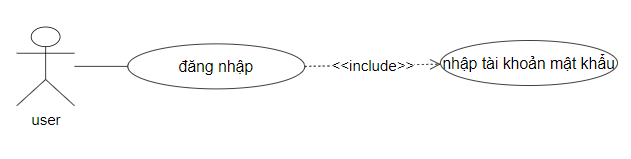 đăng nhập
<<include>>
nhập tài khoản mật khẩu
user